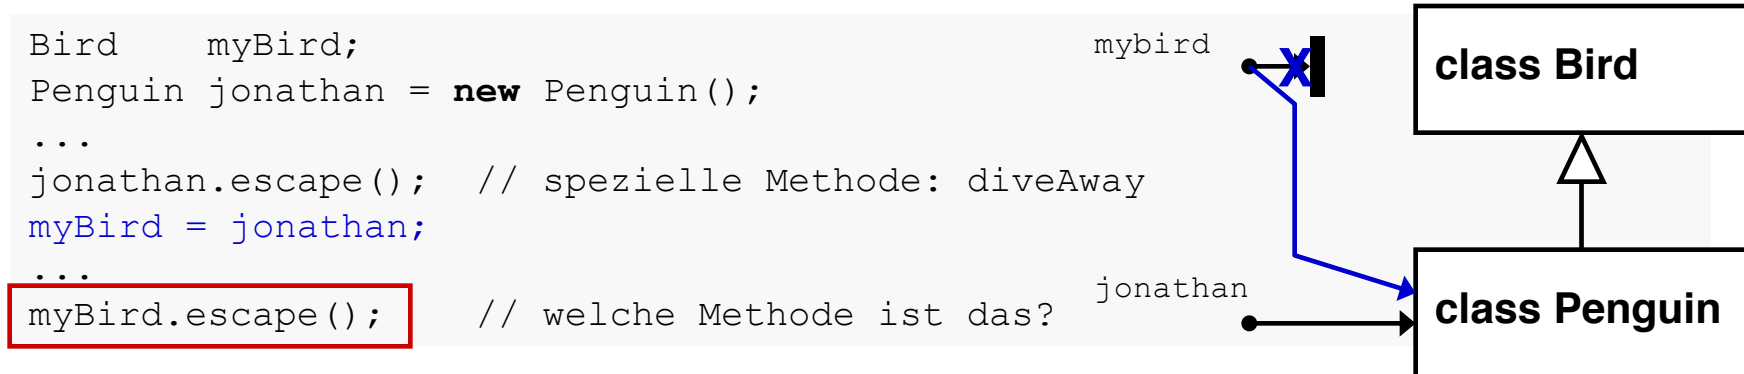 Bird    myBird;
Penguin jonathan = new Penguin();
...
jonathan.escape();  // spezielle Methode: diveAway
myBird = jonathan;
...
myBird.escape();    // welche Methode ist das?
mybird
X
jonathan
class Bird
class Penguin